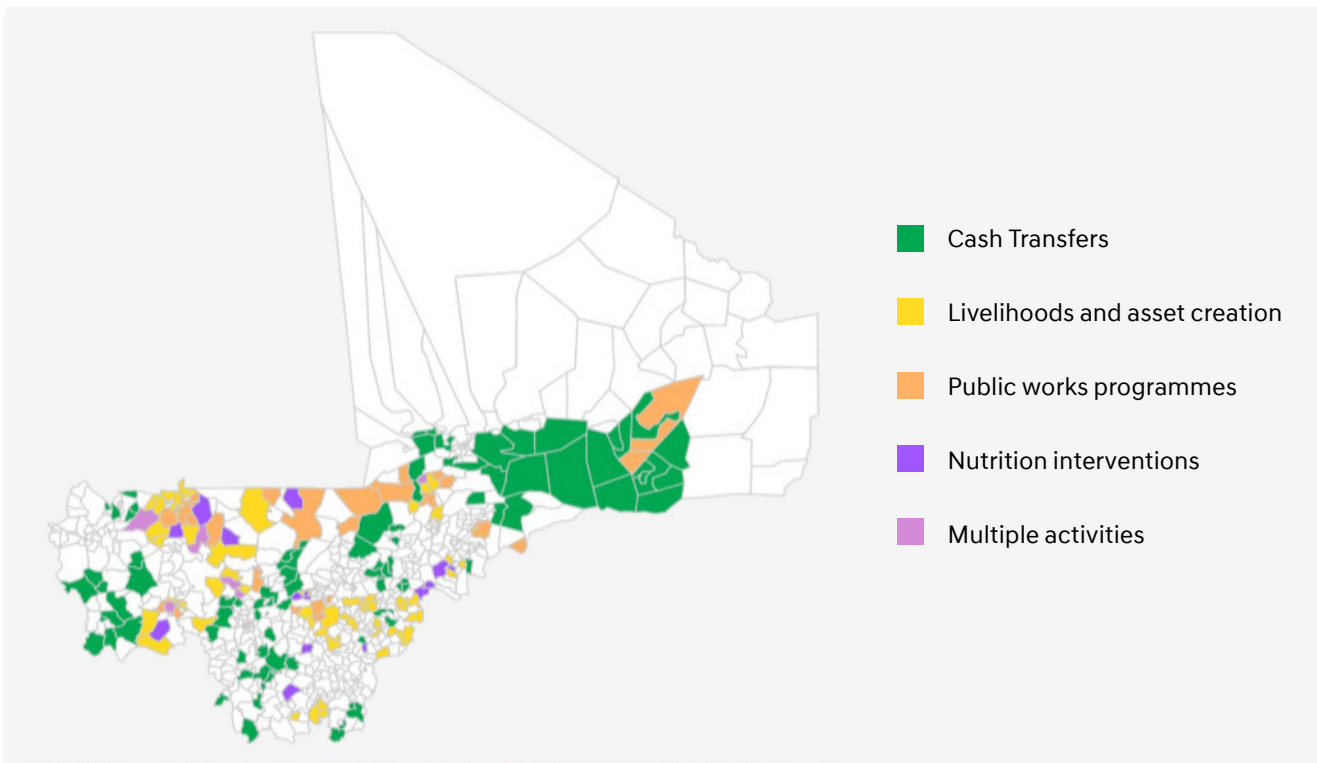 Cash Transfers
Livelihoods and asset creation
Public works programmes
Nutrition interventions
Multiple activities